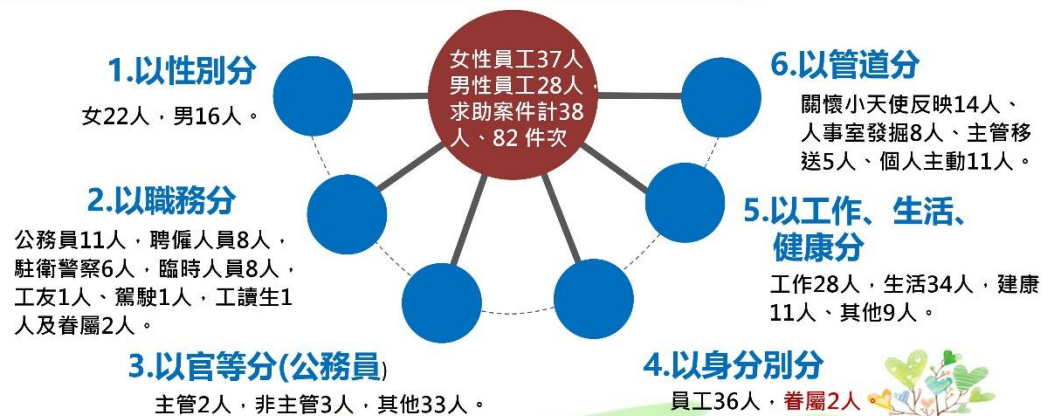 女性員工37人
男性員工28人，
求助案件計38
人、82 件次
1.以性別分
女22人，男16人。
2.以職務分
公務員11人，聘僱人員8人，
駐衛警察6人，臨時人員8人，
工友1人、駕駛1人，工讀生1
人及眷屬2人。
3.以官等分(公務員)
主管2人，非主管3人，其他33人。
4.以身分別分
員工36人，眷屬2人。
5.以工作、生活、
健康分
工作28人，生活34人，建康
11人、其他9人。
6.以管道分
關懷小天使反映14人、
人事室發掘8人、主管移
送5人、個人主動11人。